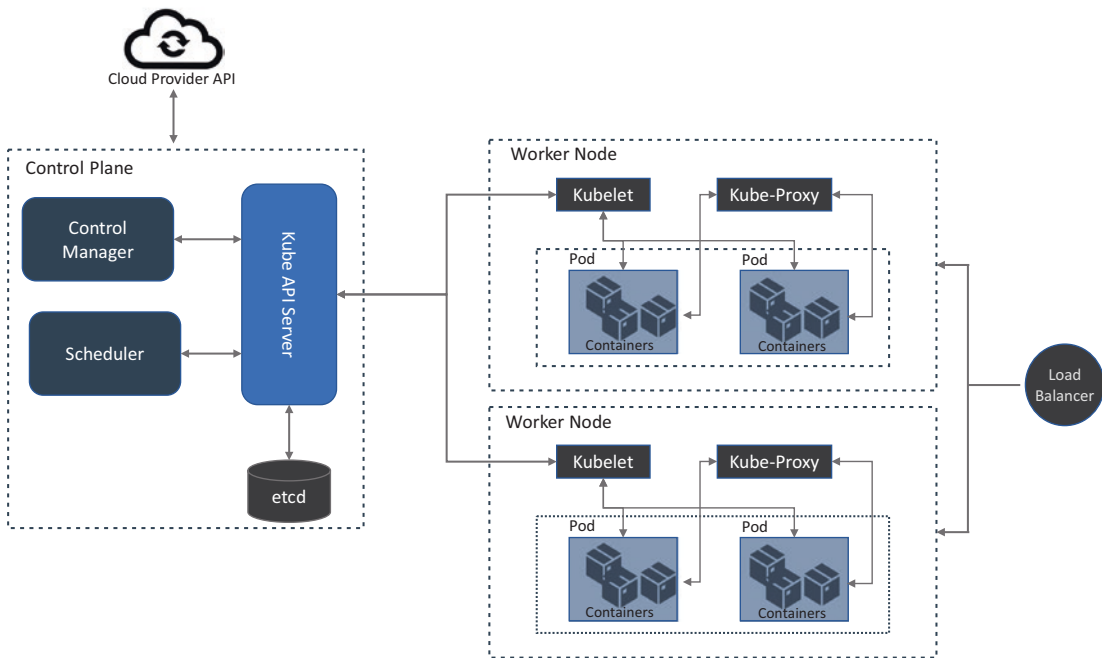 Cloud Provider API
Control Plane
Control
Manager
Scheduler
Kube API Server
etcd
Worker Node
Kubelet
Kube-Proxy
Pod
Pod
Containers
Containers
Worker Node
Kubelet
Kube-Proxy
Pod
Pod
Containers
Containers
Load
Balancer